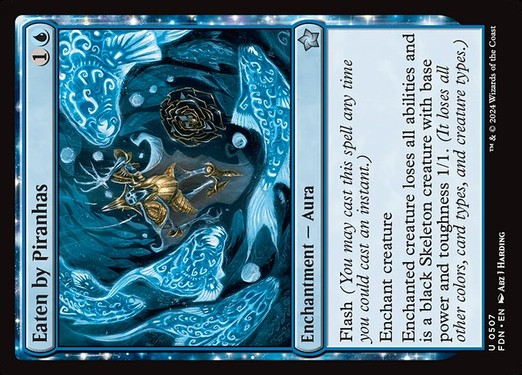 Eaten by Piranhas
1
Enchantment – Aura
Flash (You may cast this spell any time
you could cast an instant.)
Enchant creature
Enchanted creature loses all abilities and
is a black Skeleton creature with base
power and toughness 1/1. (It loses all
other colors, card types, and creature types.)
U 0507
FDN • EN Abz J Harding
™ & © 2024 Wizards of the Coast